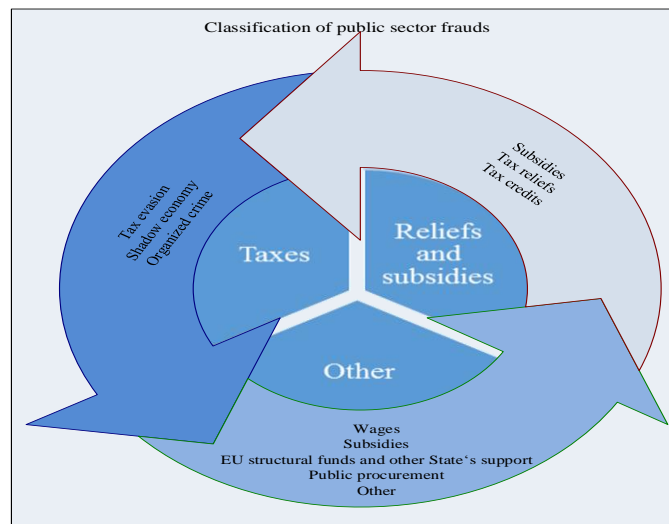 Classification of public sector frauds
Tax evasion
Shadow economy
Organized crime
Subsidies
Tax reliefs
Tax credits
Taxes
Reliefs
and
subsidies
Other
Wages
Subsidies
EU structural funds and other State‘s support
Public procurement
Other